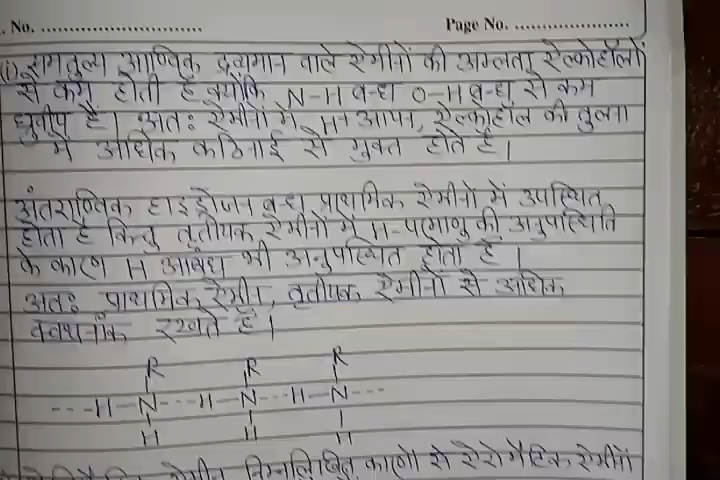 . No. ........................................ Page No. ........................
(i) समतुल्य आण्विक द्रव्यमान वाले ऐमीनों की अम्लता ऐल्कोहॉलों
से कम होती है क्योंकि N-H बन्ध O-H बन्ध से कम
ध्रुवीय है। अतः ऐमीनों में H+ आयन, ऐल्कोहॉल की तुलना
में अधिक कठिनाई से मुक्त होते है।
अंतराण्विक हाइड्रोजन बन्ध प्राथमिक ऐमीनों में उपस्थित
होता है किन्तु तृतीयक ऐमीनों में H-परमाणु की अनुपस्थिति
के कारण H आबंध भी अनुपस्थित होता है।
अतः प्राथमिक ऐमीन, तृतीयक ऐमीनों से अधिक
क्वथनांक रखते है।
R R R
---H-N---H-N---H-N---
H H H
ऐमीन निम्नलिखित कारणों से ऐरोमैटिक ऐमीनों